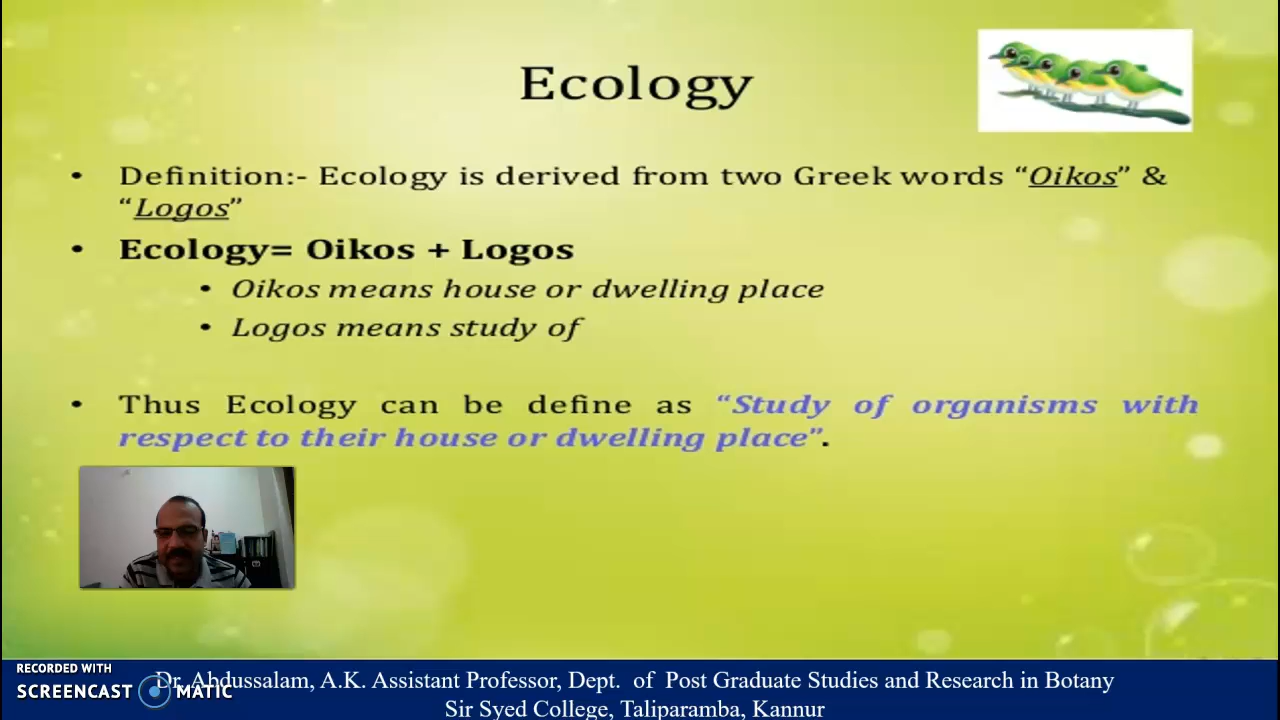 Ecology
• Definition:- Ecology is derived from two Greek words “Oikos” &
“Logos”
• Ecology= Oikos + Logos
• Oikos means house or dwelling place
• Logos means study of
• Thus Ecology can be define as “Study of organisms with
respect to their house or dwelling place”.
RECORDED WITH
SCREENCAST MATIC
Dr. Abdussalam, A.K. Assistant Professor, Dept. of Post Graduate Studies and Research in Botany
Sir Syed College, Taliparamba, Kannur